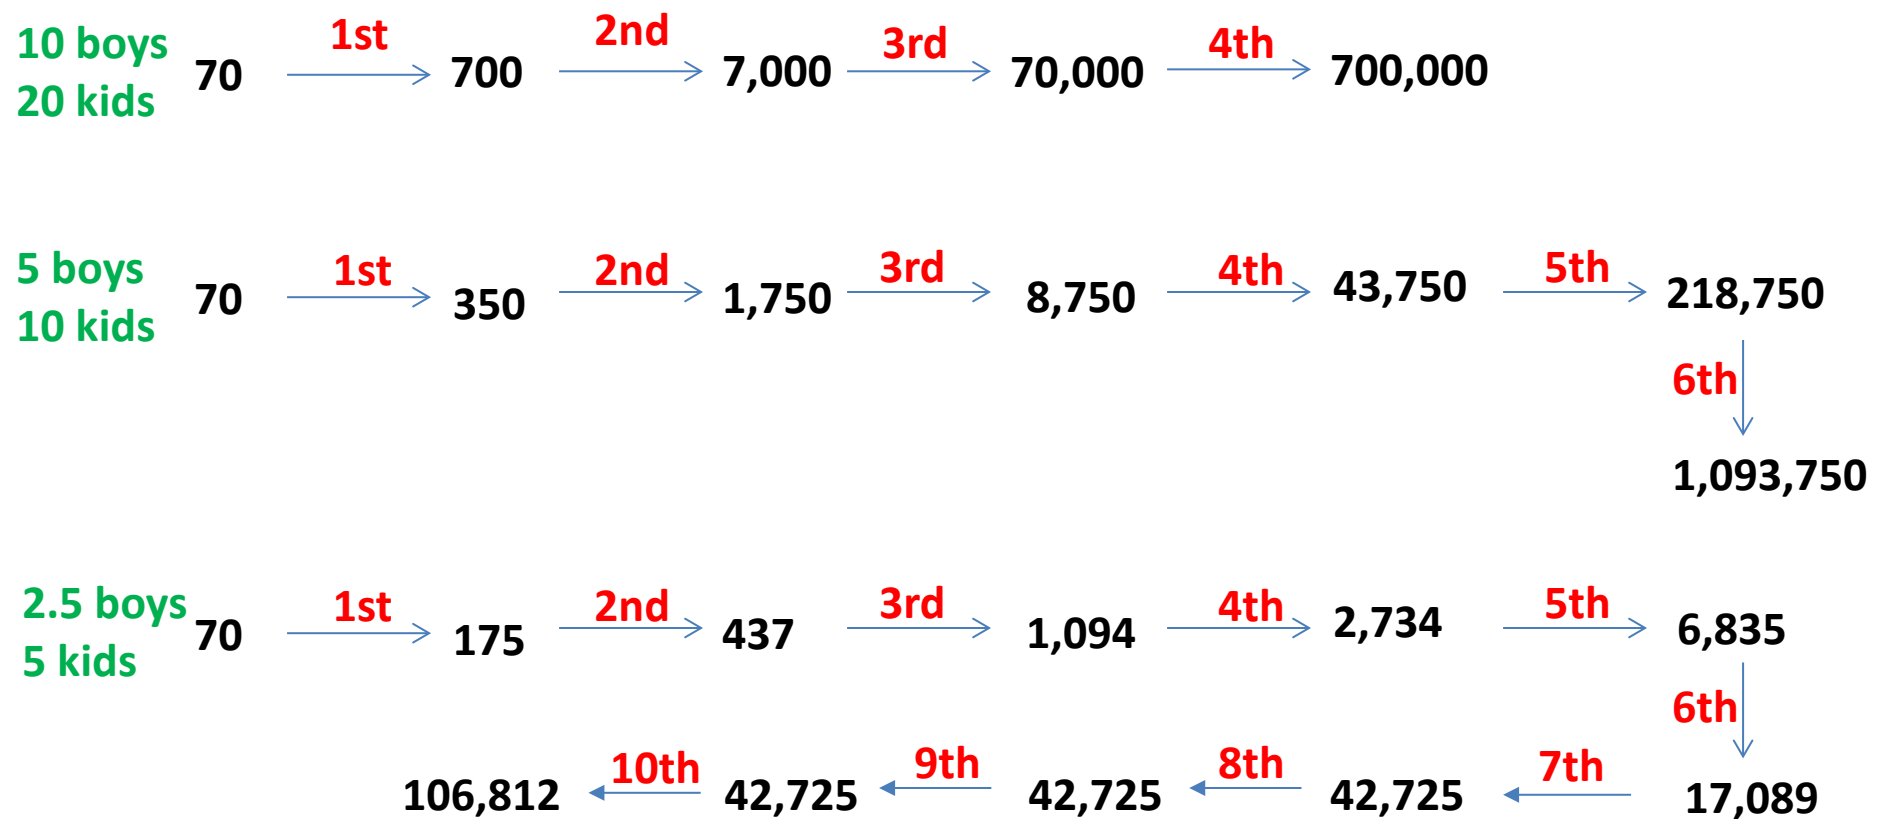 10 boys
20 kids
70 1st 700 2nd 7,000 3rd 70,000 4th 700,000
5 boys
10 kids
70 1st 350 2nd 1,750 3rd 8,750 4th 43,750 5th 218,750
6th
1,093,750
2.5 boys
5 kids
70 1st 175 2nd 437 3rd 1,094 4th 2,734 5th 6,835
6th
106,812 10th 42,725 9th 42,725 8th 42,725 7th 17,089